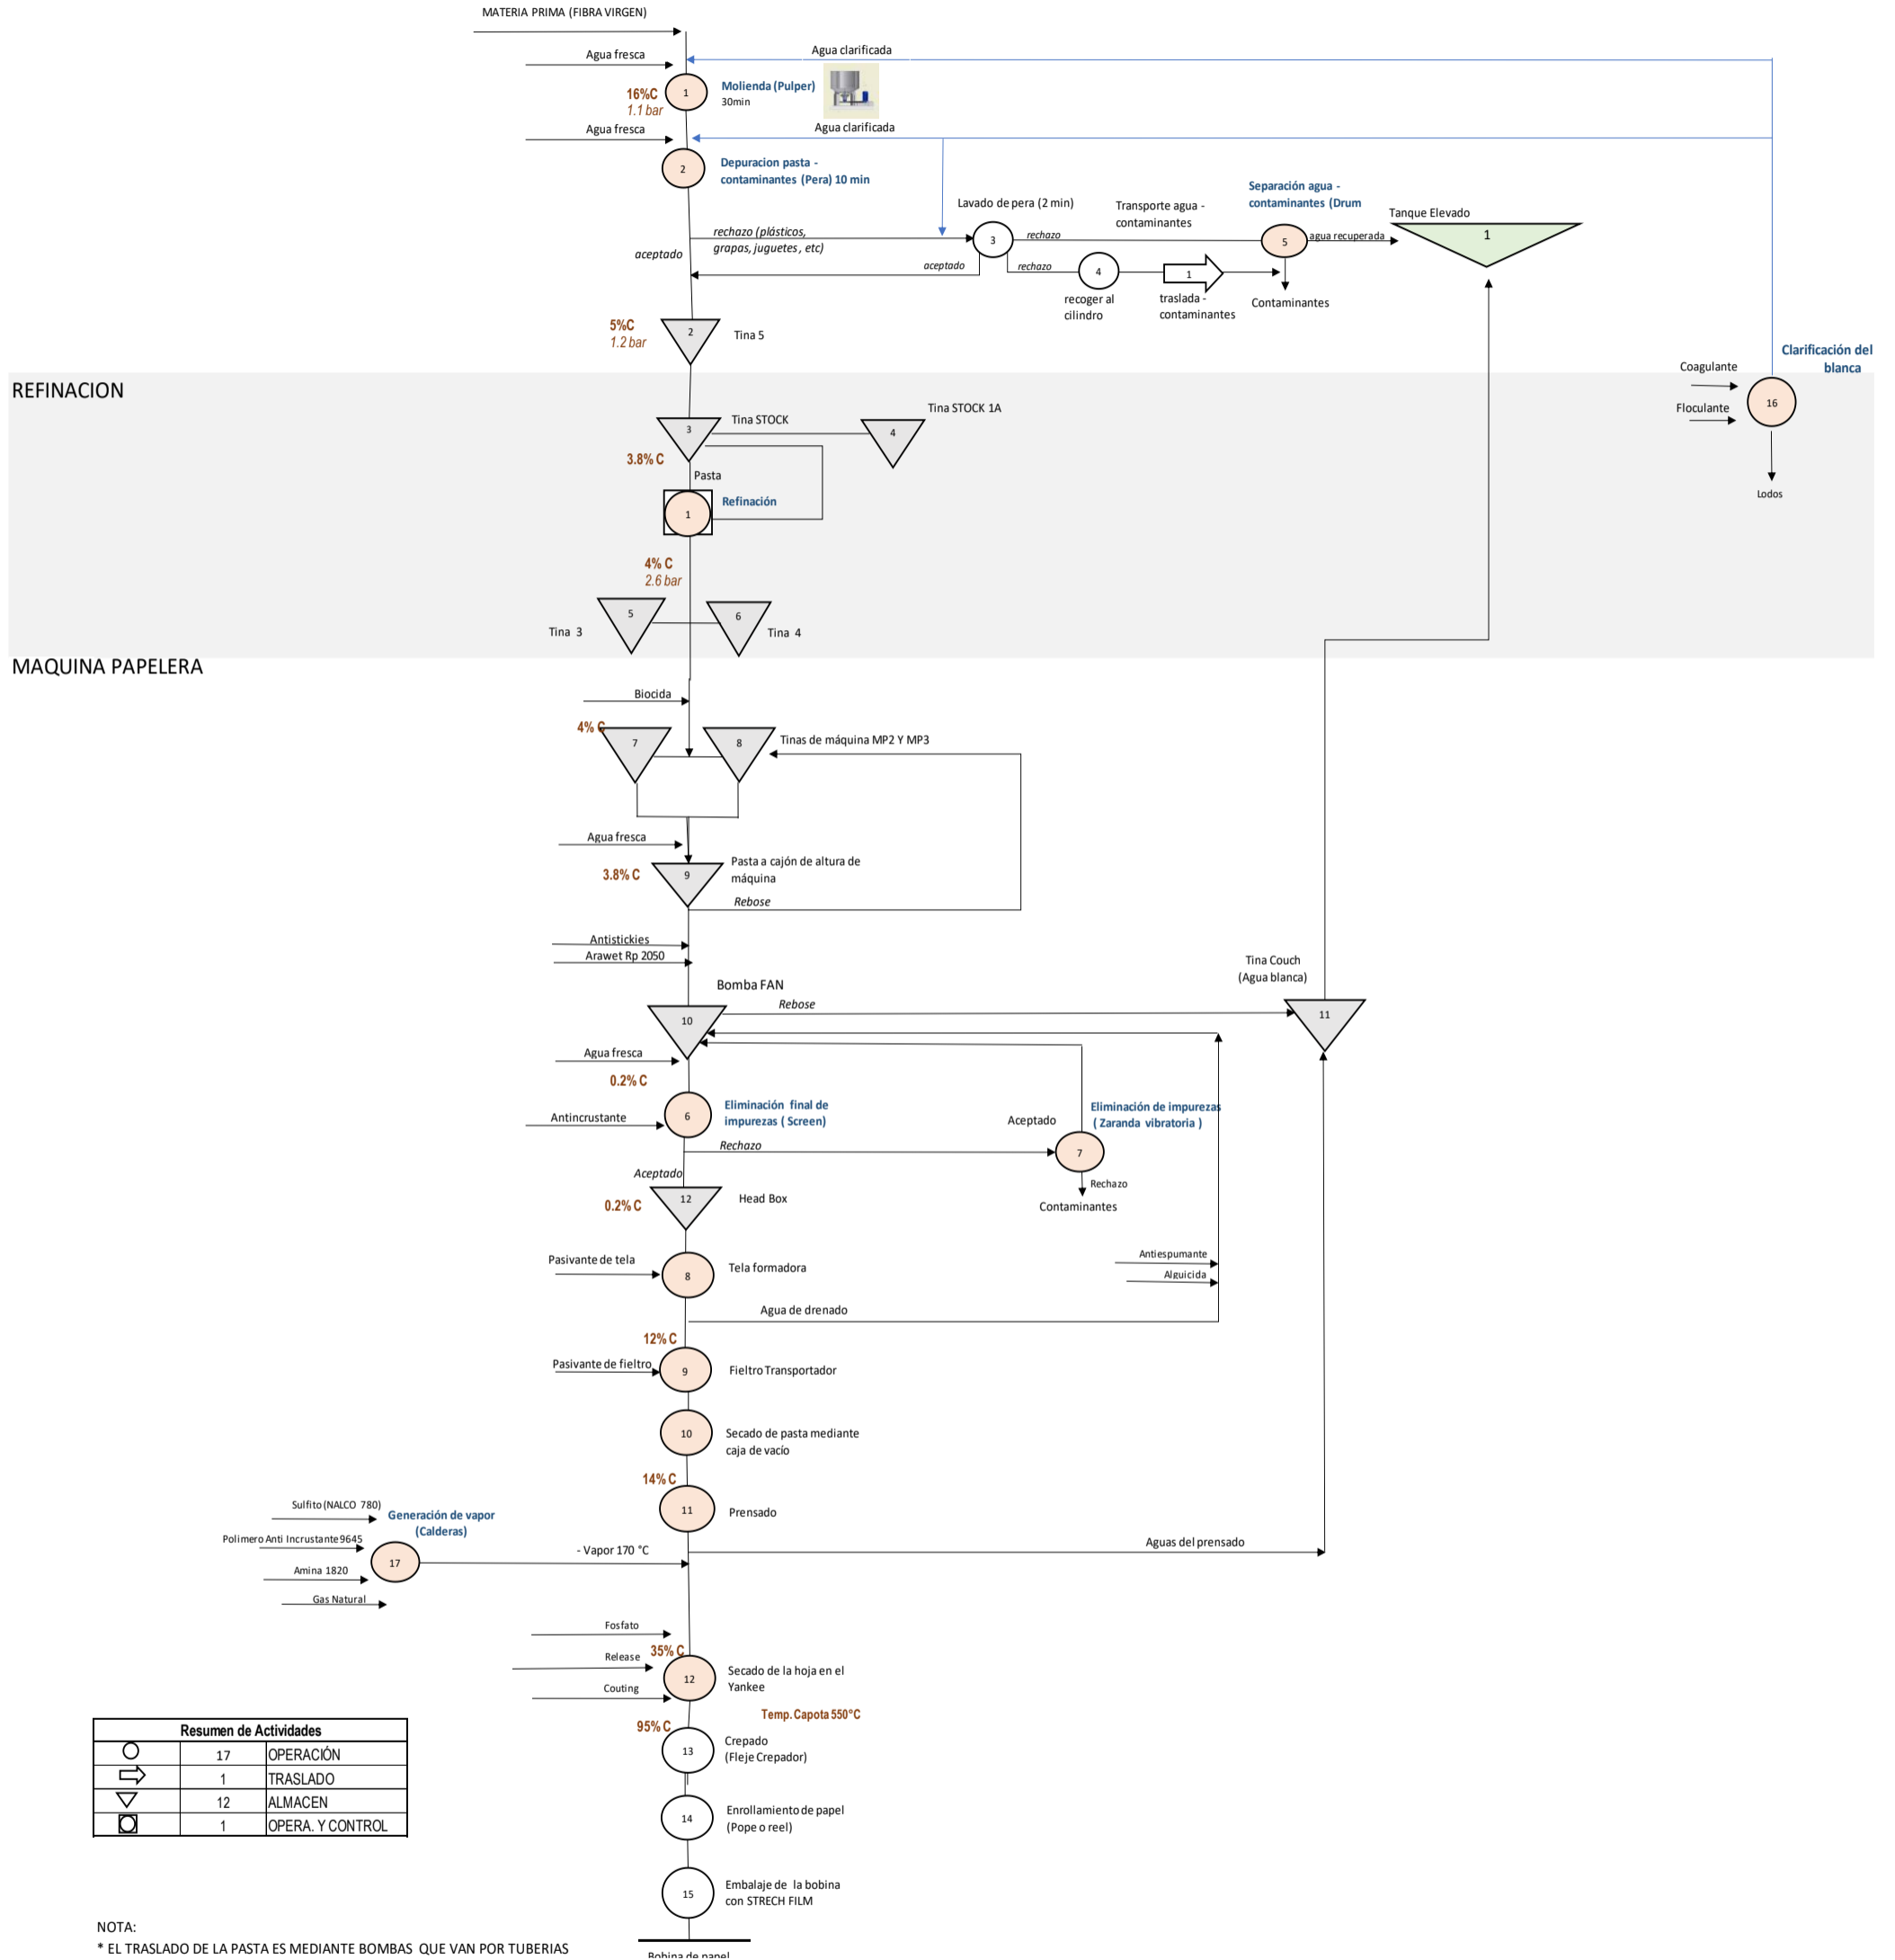 MATERIA PRIMA (FIBRA VIRGEN)
Agua fresca
Agua clarificada
1
Molienda (Pulper)
30min
16%C
1.1 bar
Agua fresca
Agua clarificada
2
Depuracion pasta -
contaminantes (Pera) 10 min
Lavado de pera (2 min)
Transporte agua -
contaminantes
Separación agua -
contaminantes (Drum
Tanque Elevado
1
rechazo (plásticos,
grapas, juguetes, etc)
3
rechazo
5
agua recuperada
aceptado
aceptado
rechazo
4
1
recoger al
cilindro
traslada -
contaminantes
Contaminantes
5%C
1.2 bar
2
Tina 5
Clarificación del
blanca
Coagulante
Floculante
16
Lodos
REFINACION
Tina STOCK
3
Tina STOCK 1A
4
3.8% C
Pasta
1
Refinación
4% C
2.6 bar
5
6
Tina 3
Tina 4
MAQUINA PAPELERA
Biocida
4% C
7
8
Tinas de máquina MP2 Y MP3
Agua fresca
3.8% C
9
Pasta a cajón de altura de
máquina
Rebose
Antistickies
Arawet Rp 2050
Bomba FAN
Tina Couch
(Agua blanca)
10
Rebose
11
Agua fresca
0.2% C
Antincrustante
6
Eliminación final de
impurezas ( Screen)
Aceptado
Eliminación de impurezas
( Zaranda vibratoria )
Rechazo
7
Aceptado
Rechazo
Contaminantes
0.2% C
12
Head Box
Pasivante de tela
8
Tela formadora
Antiespumante
Alguicida
Agua de drenado
12% C
Pasivante de fieltro
9
Fieltro Transportador
10
Secado de pasta mediante
caja de vacío
14% C
11
Prensado
Sulfito (NALCO 780)
Generación de vapor
(Calderas)
Polimero Anti Incrustante 9645
17
- Vapor 170 °C
Aguas del prensado
Amina 1820
Gas Natural
Fosfato
35% C
Release
12
Secado de la hoja en el
Yankee
Couting
Temp. Capota 550°C
95% C
13
Crepado
(Fleje Crepador)
14
Enrollamiento de papel
(Pope o reel)
15
Embalaje de la bobina
con STRECH FILM
Bobina de papel
Resumen de Actividades
17 OPERACIÓN
1 TRASLADO
12 ALMACEN
1 OPERA. Y CONTROL
NOTA:
* EL TRASLADO DE LA PASTA ES MEDIANTE BOMBAS QUE VAN POR TUBERIAS